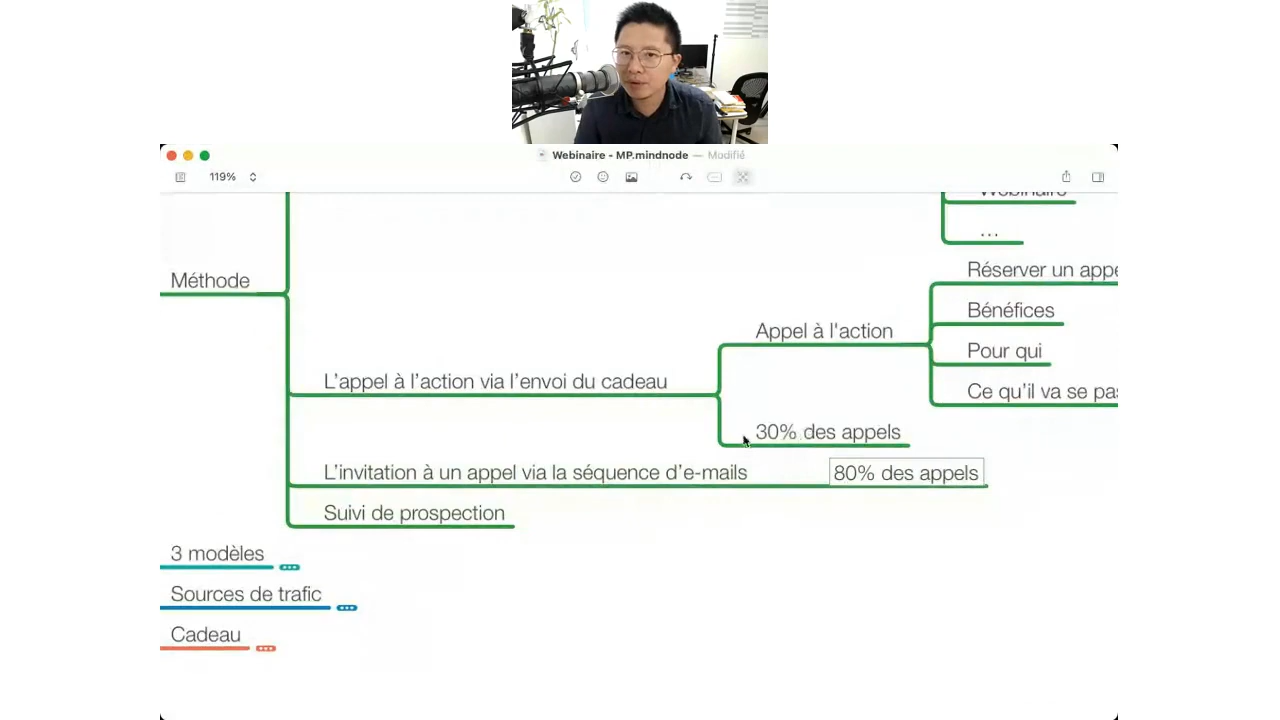 Webinaire - MP.mindnode — Modifié
119%
Webinaire
...
Méthode
Réserver un appe
Bénéfices
Appel à l'action
Pour qui
L’appel à l’action via l’envoi du cadeau
Ce qu’il va se pas
30% des appels
L’invitation à un appel via la séquence d’e-mails
80% des appels
Suivi de prospection
3 modèles
Sources de trafic
Cadeau